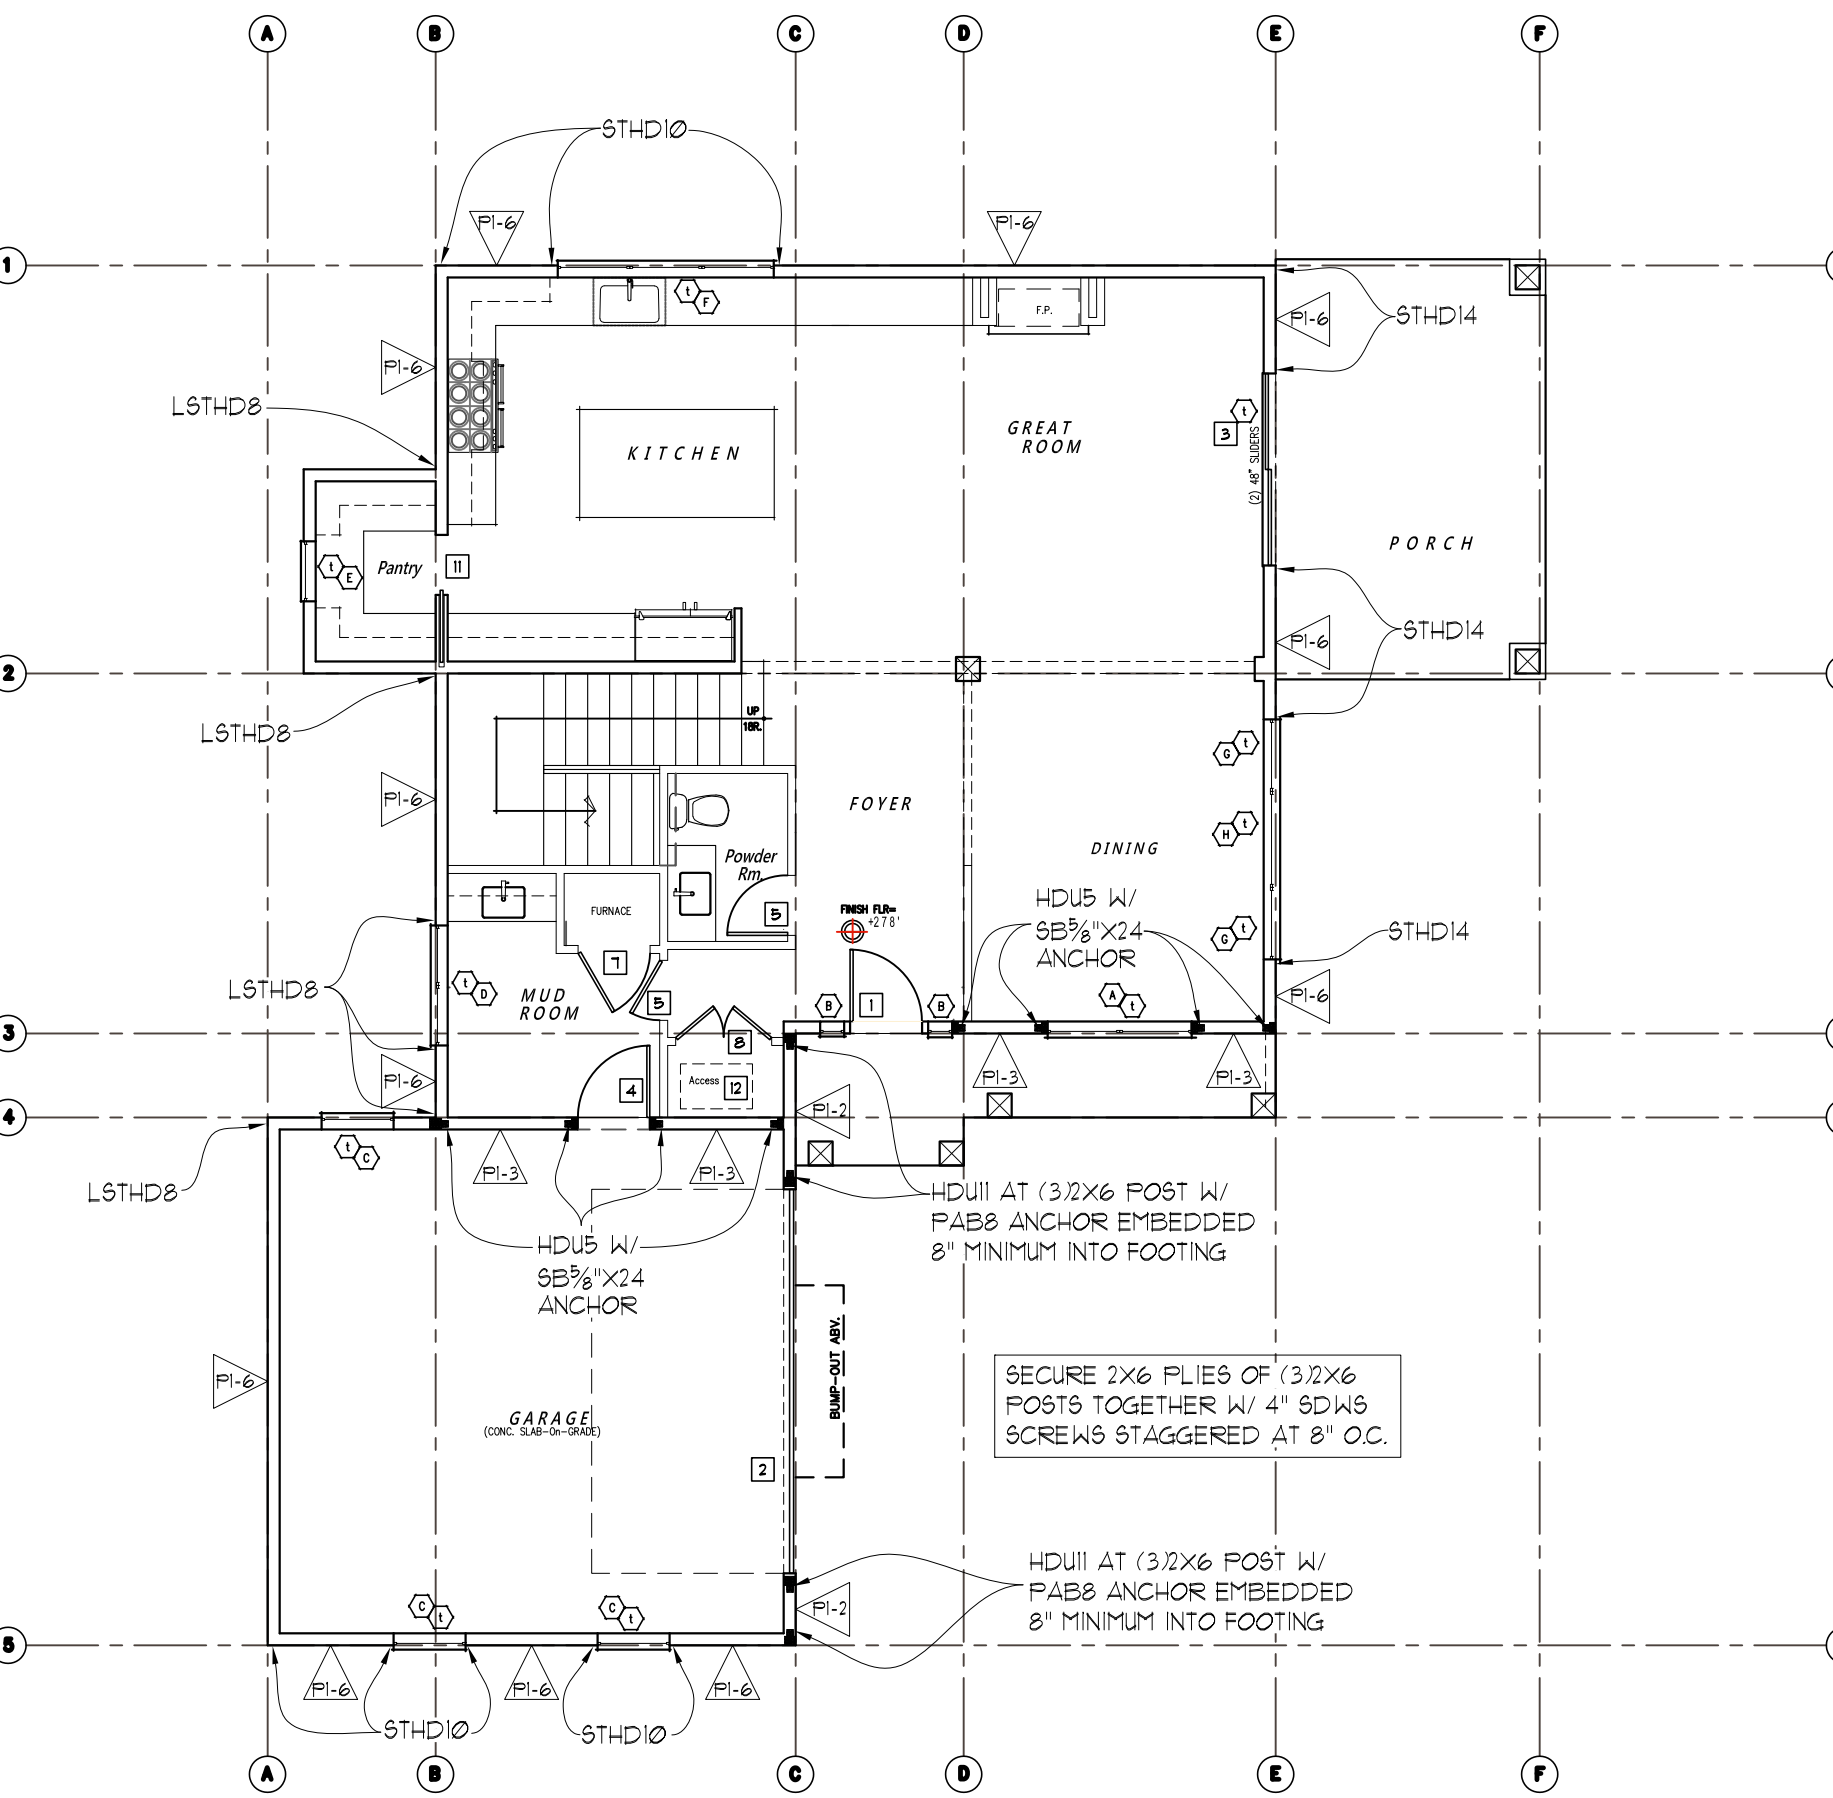 A B C D E F
STHD10
P1-6 P1-6
1
F.P.
t F
STHD14
P1-6
P1-6
LSTHD8
t
3
(2) 48" SLIDERS
GREAT
ROOM
KITCHEN
PORCH
Pantry
11
t E
STHD14
P1-6
2
LSTHD8
UP
18R.
G t
P1-6
FOYER
H t
DINING
Powder
Rm.
FURNACE
5
FINISH FLR=
+278'
HDU5 W/
SB5/8"X24
ANCHOR
G t
STHD14
7
LSTHD8
t D
MUD
ROOM
5
B 1 B
A t
P1-6
3
8
P1-6
4
Access
12
P1-3 P1-3
P1-2
4
t C
P1-3 P1-3
LSTHD8
HDU11 AT (3)2X6 POST W/
PAB8 ANCHOR EMBEDDED
8" MINIMUM INTO FOOTING
HDU5 W/
SB5/8"X24
ANCHOR
BUMP-OUT ABV.
P1-6
SECURE 2X6 PLIES OF (3)2X6
POSTS TOGETHER W/ 4" SDWS
SCREWS STAGGERED AT 8" O.C.
GARAGE
(CONC. SLAB-On-GRADE)
2
HDU11 AT (3)2X6 POST W/
PAB8 ANCHOR EMBEDDED
8" MINIMUM INTO FOOTING
C t
C t
P1-2
5
P1-6 P1-6 P1-6
STHD10 STHD10
A B C D E F